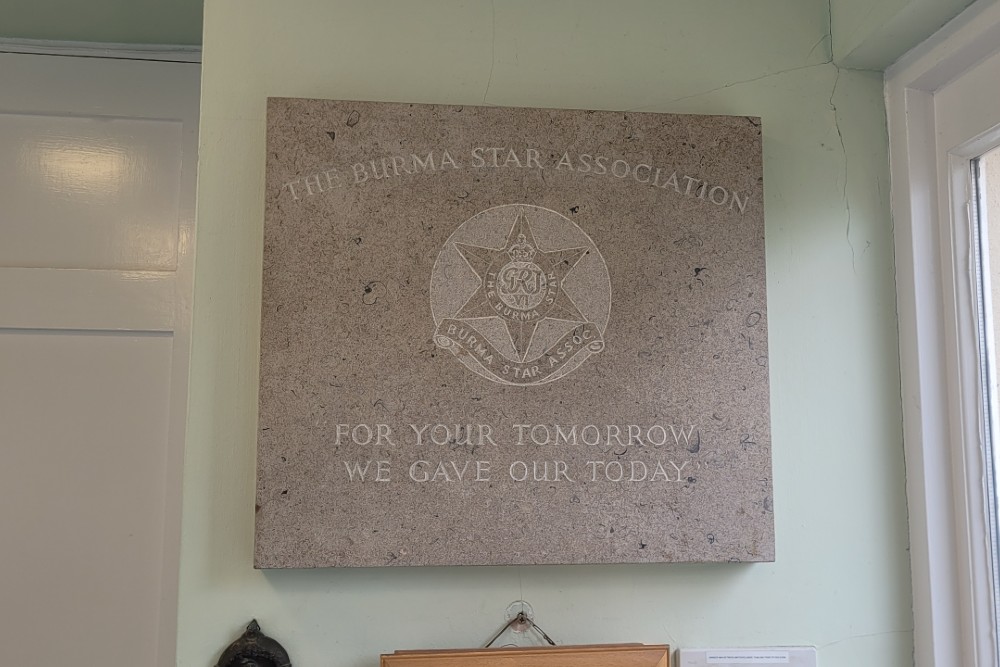 THE BURMA STAR ASSOCIATION
GRI
VI
THE BURMA STAR
BURMA STAR ASSOC
FOR YOUR TOMORROW
WE GAVE OUR TODAY